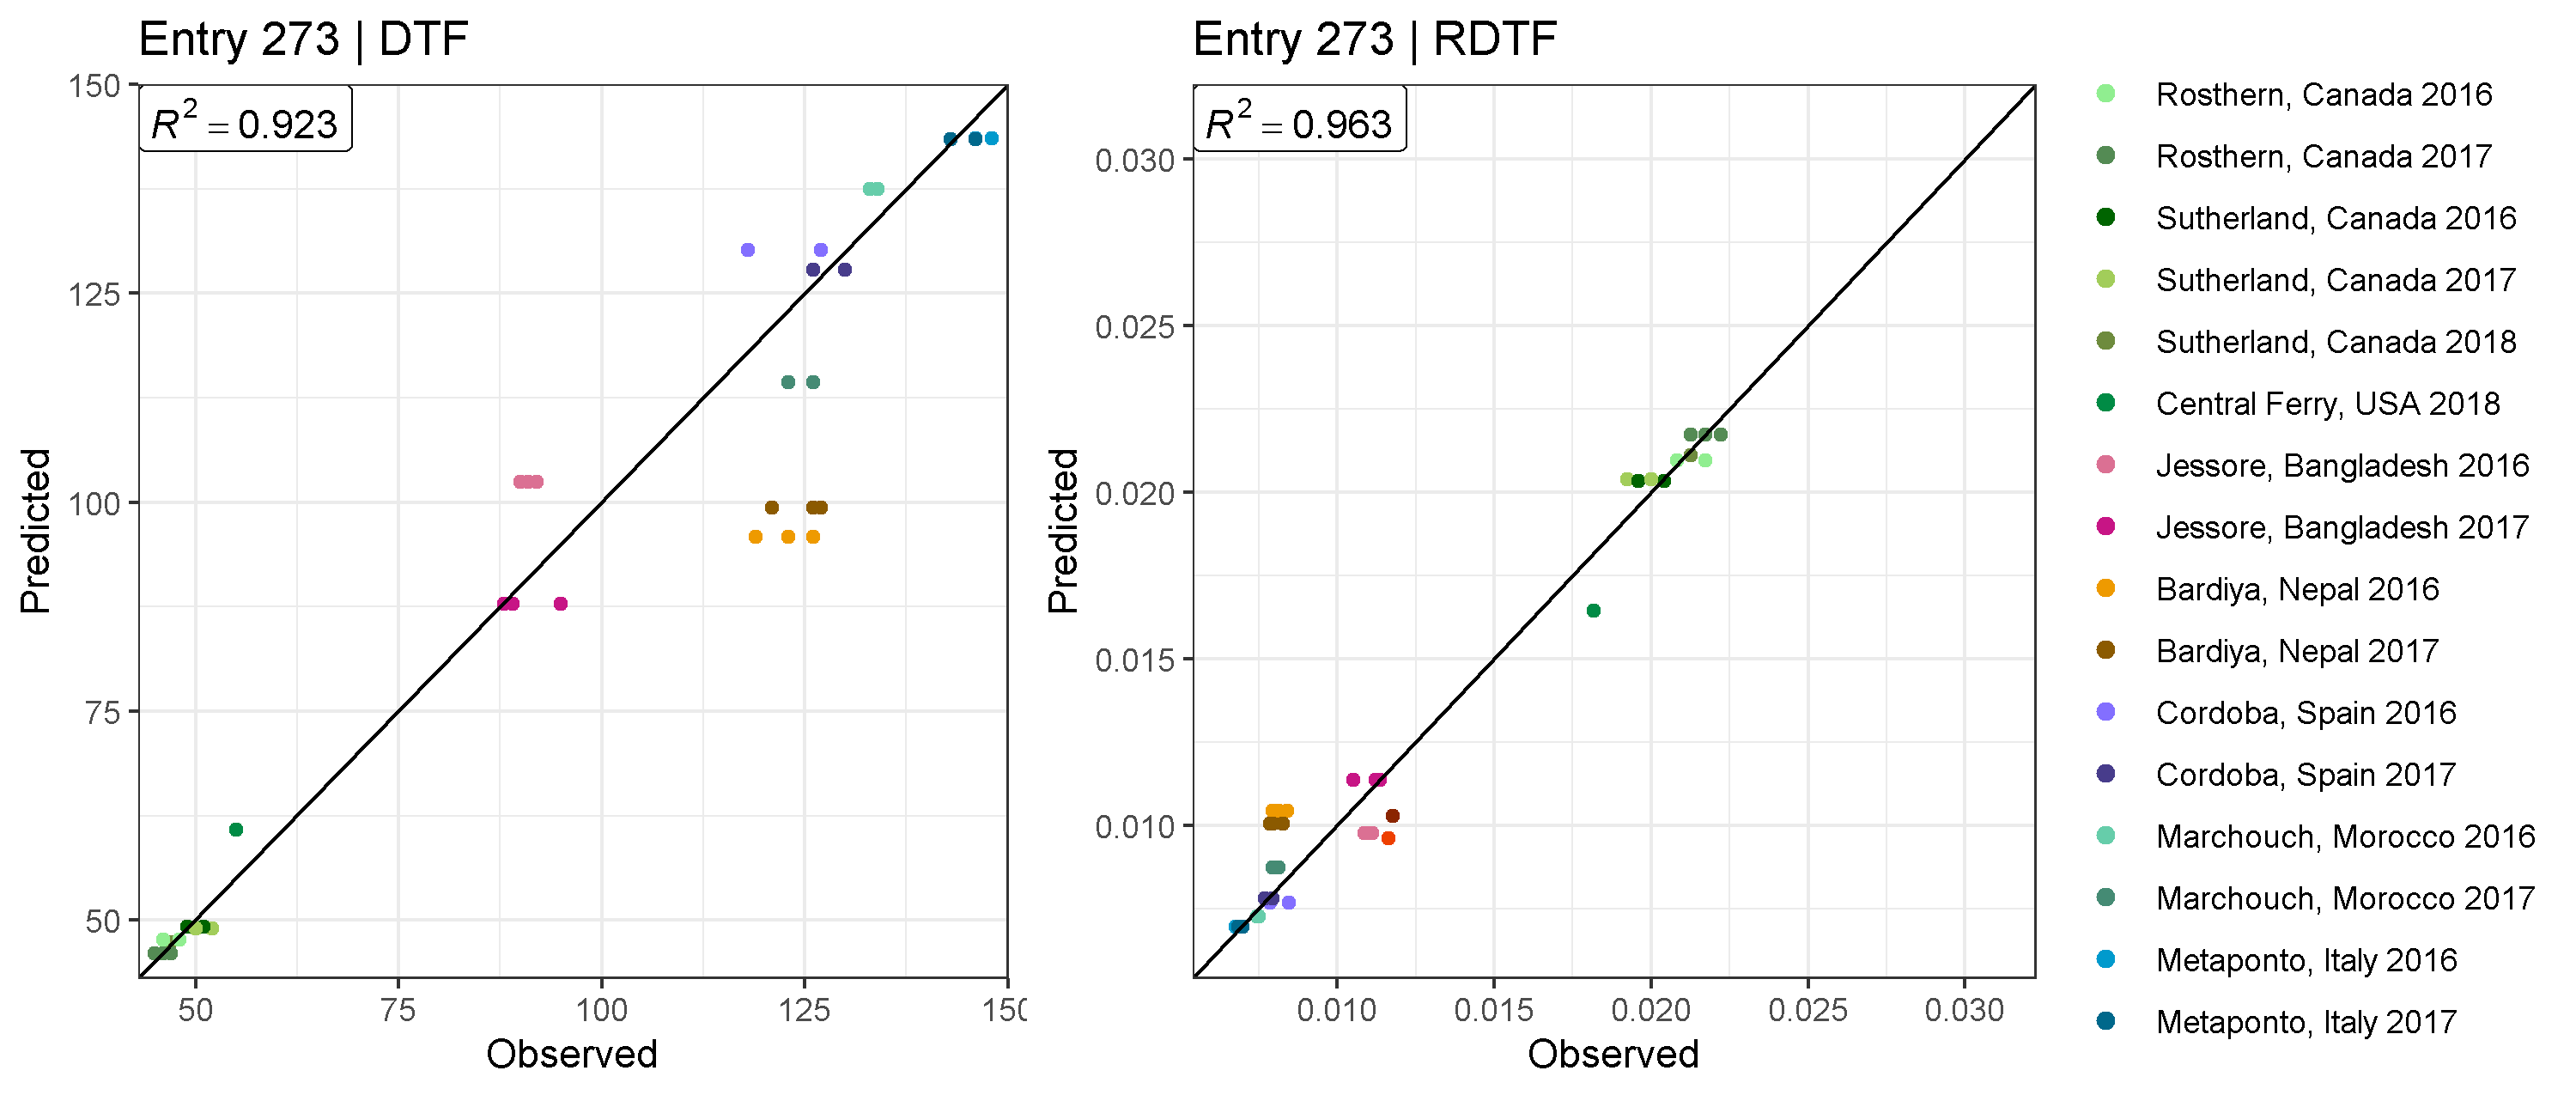 Entry 273 | DTF
R² = 0.923
150
125
100
75
50
Predicted
50
75
100
125
150
Observed
Entry 273 | RDTF
R² = 0.963
0.030
0.025
0.020
0.015
0.010
Predicted
0.010
0.015
0.020
0.025
0.030
Observed
Rosthern, Canada 2016
Rosthern, Canada 2017
Sutherland, Canada 2016
Sutherland, Canada 2017
Sutherland, Canada 2018
Central Ferry, USA 2018
Jessore, Bangladesh 2016
Jessore, Bangladesh 2017
Bardiya, Nepal 2016
Bardiya, Nepal 2017
Cordoba, Spain 2016
Cordoba, Spain 2017
Marchouch, Morocco 2016
Marchouch, Morocco 2017
Metaponto, Italy 2016
Metaponto, Italy 2017